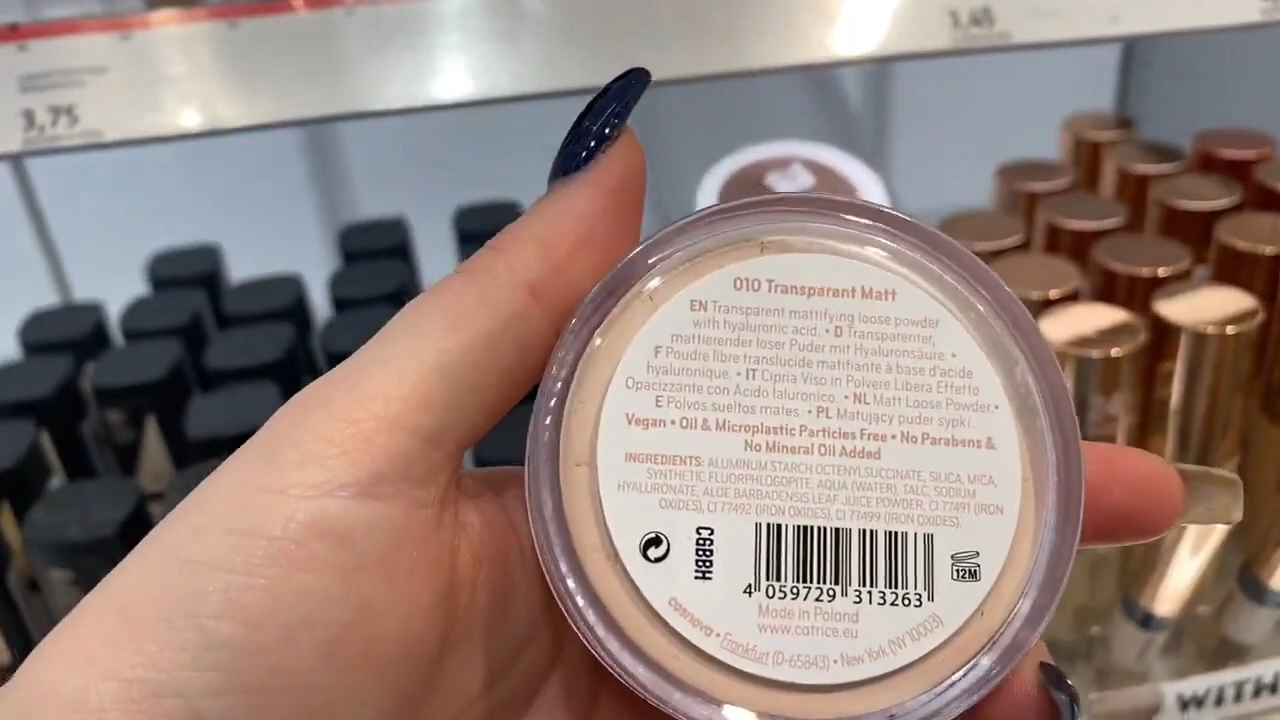 1.45
3,75
010 Transparent Matt
EN Transparent mattifying loose powder
with hyaluronic acid. • D Transparenter,
mattierender loser Puder mit Hyaluronsäure. •
F Poudre libre translucide matifiante à base d'acide
hyaluronique. • IT Cipria Viso in Polvere Libera Effetto
Opacizzante con Acido Ialuronico. • NL Matt Loose Powder. •
E Polvos sueltos mates. • PL Matujący puder sypki.
Vegan • Oil & Microplastic Particles Free • No Parabens &
No Mineral Oil Added
INGREDIENTS: ALUMINUM STARCH OCTENYLSUCCINATE, SILICA, MICA,
SYNTHETIC FLUORPHLOGOPITE, AQUA (WATER), TALC, SODIUM
HYALURONATE, ALOE BARBADENSIS LEAF JUICE POWDER, CI 77491 (IRON
OXIDES), CI 77492 (IRON OXIDES), CI 77499 (IRON OXIDES).
CGBBH
12M
4 059729 313263
Made in Poland
www.catrice.eu
cosnova • Frankfurt (D-65843) • New York (NY 10003)
WITH